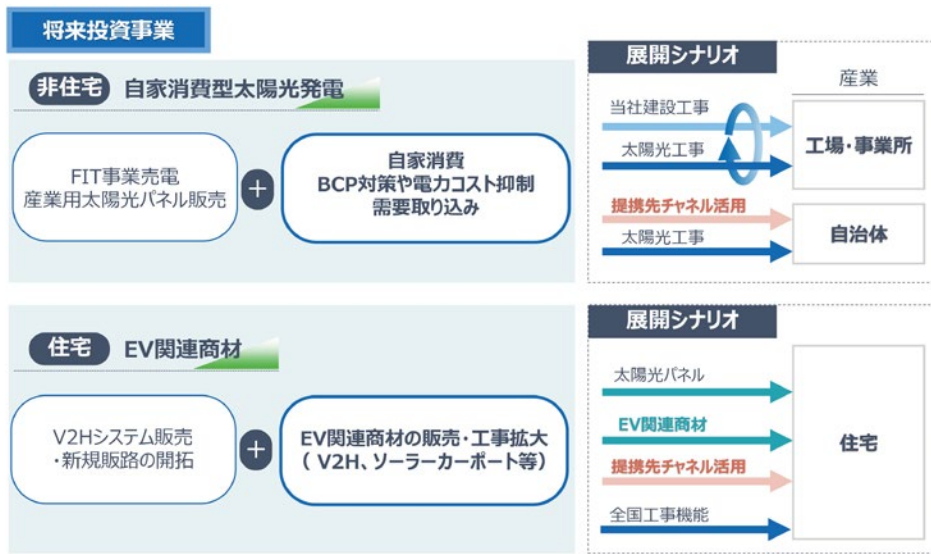 将来投資事業
非住宅 自家消費型太陽光発電
FIT事業売電
産業用太陽光パネル販売
+
自家消費
BCP対策や電力コスト抑制
需要取り込み
展開シナリオ
産業
当社建設工事
太陽光工事
工場・事業所
提携先チャネル活用
太陽光工事
自治体
住宅 EV関連商材
V2Hシステム販売
・新規販路の開拓
+
EV関連商材の販売・工事拡大
( V2H、ソーラーカーポート等)
展開シナリオ
太陽光パネル
EV関連商材
提携先チャネル活用
全国工事機能
住宅